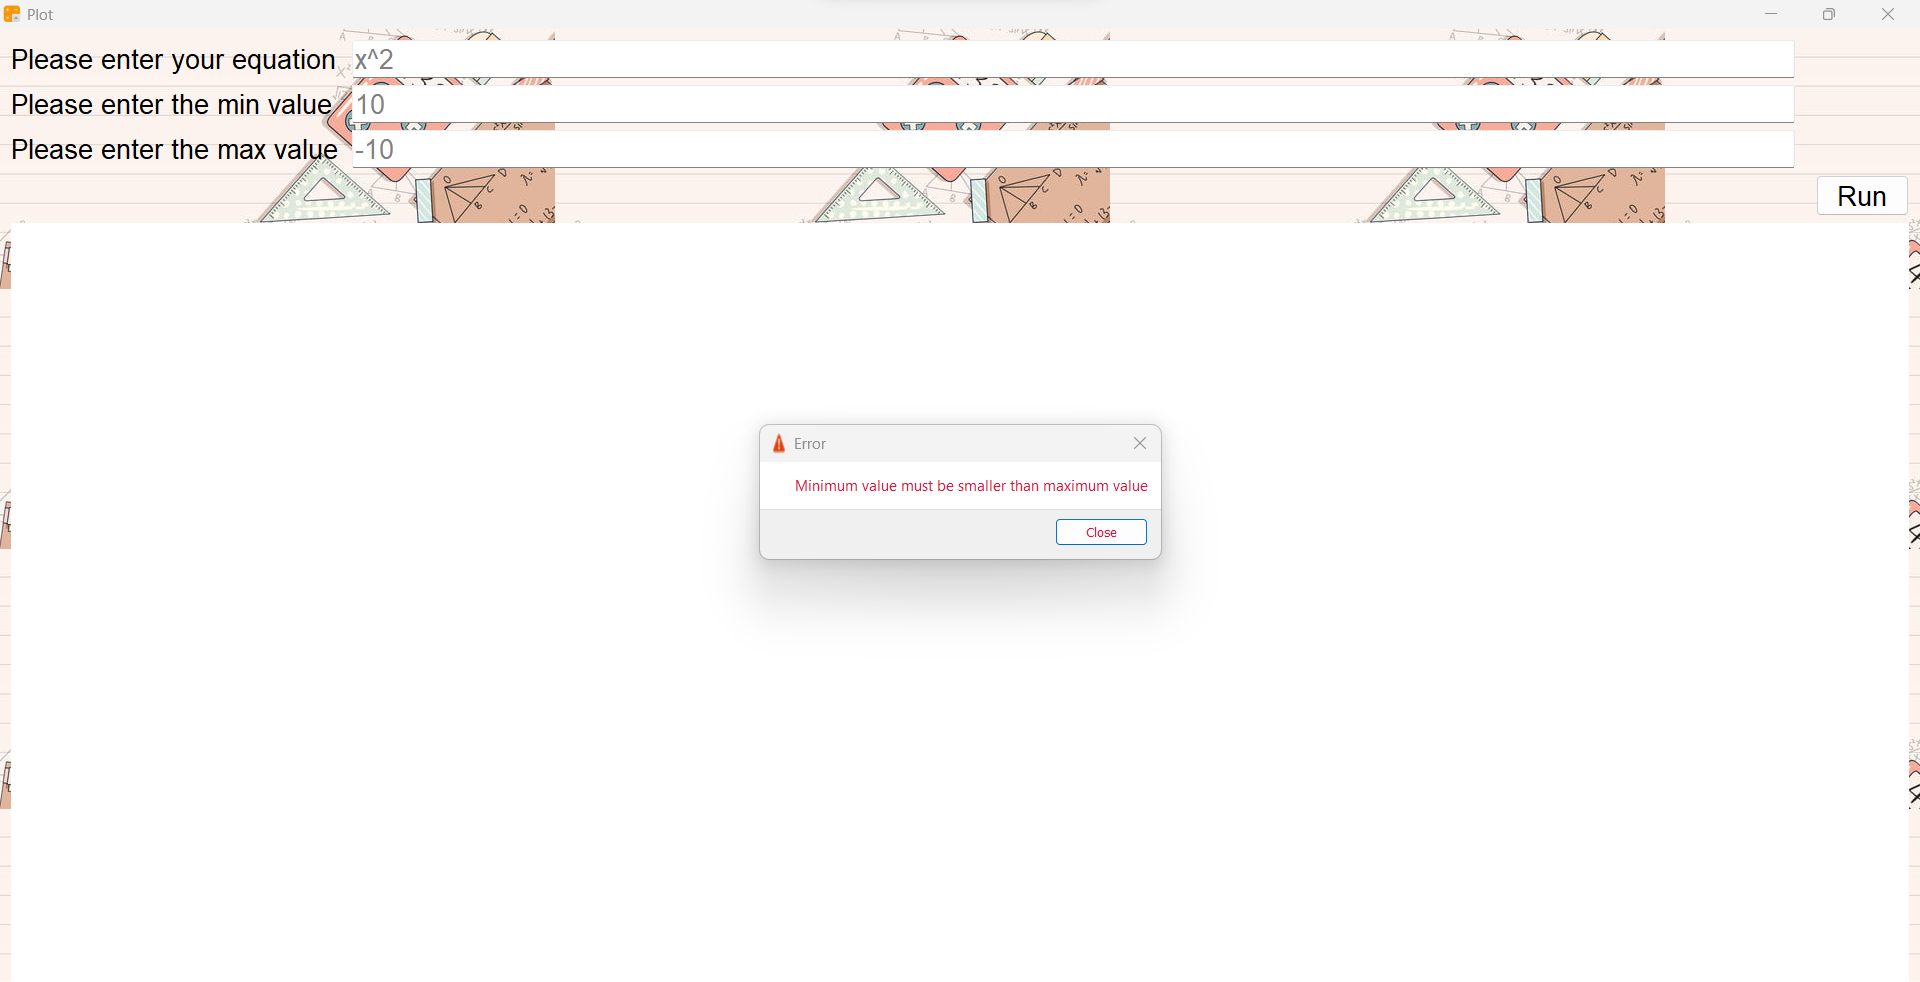 Plot
Please enter your equation x^2
Please enter the min value 10
Please enter the max value -10
Run
Error
Minimum value must be smaller than maximum value
Close